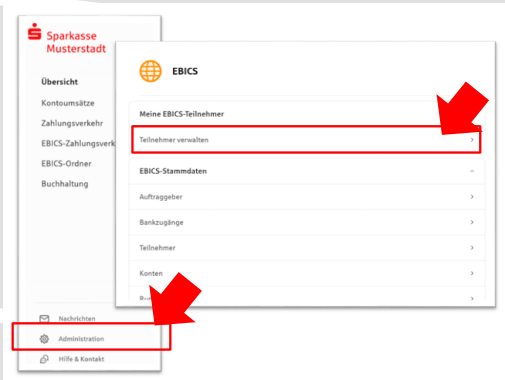 Sparkasse
Musterstadt
Übersicht
Kontoumsätze
Zahlungsverkehr
EBICS-Zahlungsverk
EBICS-Ordner
Buchhaltung
Nachrichten
Administration
Hilfe & Kontakt
EBICS
Meine EBICS-Teilnehmer
Teilnehmer verwalten
EBICS-Stammdaten
Auftraggeber
Bankzugänge
Teilnehmer
Konten